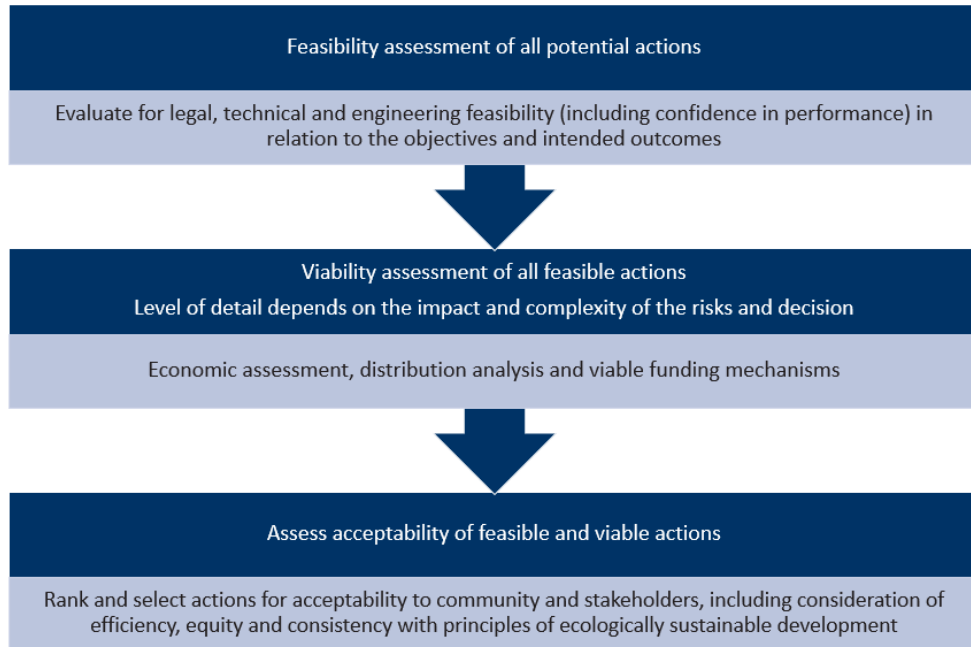 Feasibility assessment of all potential actions
Evaluate for legal, technical and engineering feasibility (including confidence in performance) in
relation to the objectives and intended outcomes
Viability assessment of all feasible actions
Level of detail depends on the impact and complexity of the risks and decision
Economic assessment, distribution analysis and viable funding mechanisms
Assess acceptability of feasible and viable actions
Rank and select actions for acceptability to community and stakeholders, including consideration of
efficiency, equity and consistency with principles of ecologically sustainable development